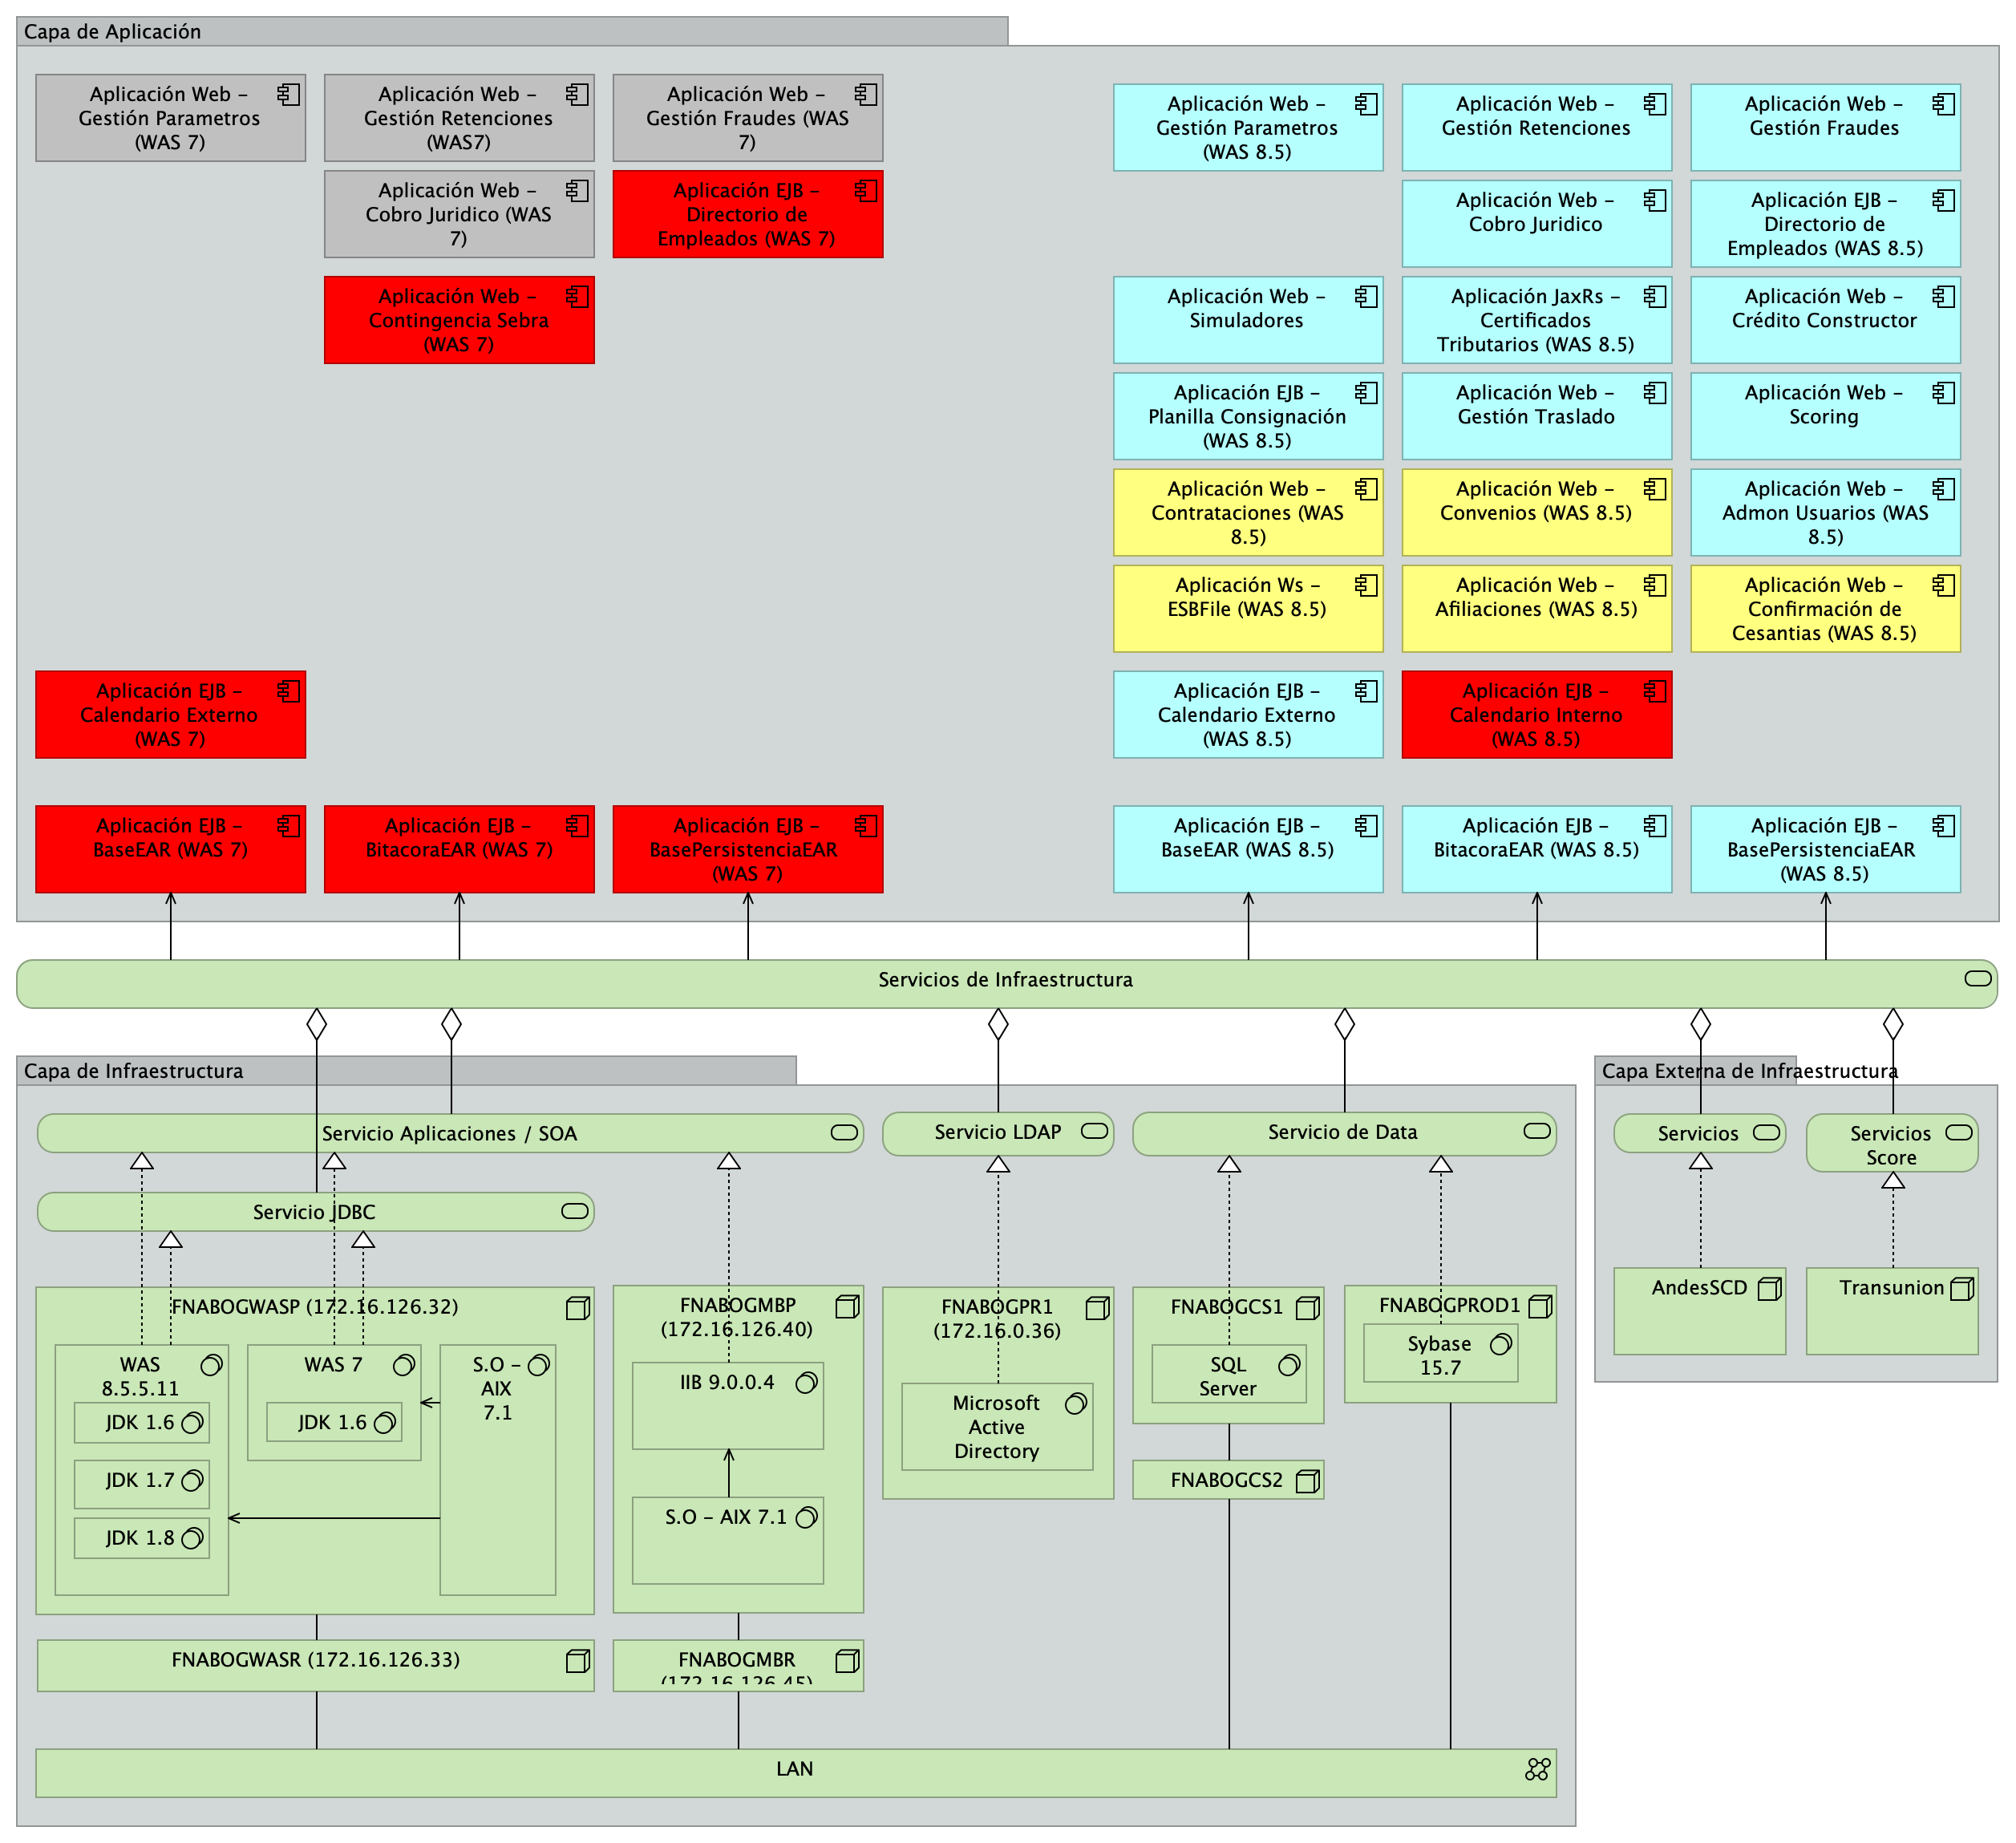 Capa de Aplicación
Aplicación Web –
Gestión Parametros
(WAS 7)
Aplicación Web –
Gestión Retenciones
(WAS7)
Aplicación Web –
Gestión Fraudes (WAS
7)
Aplicación Web –
Gestión Parametros
(WAS 8.5)
Aplicación Web –
Gestión Retenciones
Aplicación Web –
Gestión Fraudes
Aplicación Web –
Cobro Juridico (WAS
7)
Aplicación EJB –
Directorio de
Empleados (WAS 7)
Aplicación Web –
Cobro Juridico
Aplicación EJB –
Directorio de
Empleados (WAS 8.5)
Aplicación Web –
Contingencia Sebra
(WAS 7)
Aplicación Web –
Simuladores
Aplicación JaxRs –
Certificados
Tributarios (WAS 8.5)
Aplicación Web –
Crédito Constructor
Aplicación EJB –
Planilla Consignación
(WAS 8.5)
Aplicación Web –
Gestión Traslado
Aplicación Web –
Scoring
Aplicación Web –
Contrataciones (WAS
8.5)
Aplicación Web –
Convenios (WAS 8.5)
Aplicación Web –
Admon Usuarios (WAS
8.5)
Aplicación Ws –
ESBFile (WAS 8.5)
Aplicación Web –
Afiliaciones (WAS 8.5)
Aplicación Web –
Confirmación de
Cesantias (WAS 8.5)
Aplicación EJB –
Calendario Externo
(WAS 7)
Aplicación EJB –
Calendario Externo
(WAS 8.5)
Aplicación EJB –
Calendario Interno
(WAS 8.5)
Aplicación EJB –
BaseEAR (WAS 7)
Aplicación EJB –
BitacoraEAR (WAS 7)
Aplicación EJB –
BasePersistenciaEAR
(WAS 7)
Aplicación EJB –
BaseEAR (WAS 8.5)
Aplicación EJB –
BitacoraEAR (WAS 8.5)
Aplicación EJB –
BasePersistenciaEAR
(WAS 8.5)
Servicios de Infraestructura
Capa de Infraestructura
Capa Externa de Infraestructura
Servicio Aplicaciones / SOA
Servicio LDAP
Servicio de Data
Servicios
Servicios
Score
Servicio JDBC
FNABOGWASP (172.16.126.32)
WAS
8.5.5.11
JDK 1.6
JDK 1.7
JDK 1.8
WAS 7
JDK 1.6
S.O –
AIX
7.1
FNABOGMBP
(172.16.126.40)
IIB 9.0.0.4
S.O – AIX 7.1
FNABOGPR1
(172.16.0.36)
Microsoft
Active
Directory
FNABOGCS1
SQL
Server
FNABOGCS2
FNABOGPROD1
Sybase
15.7
AndesSCD
Transunion
FNABOGWASR (172.16.126.33)
FNABOGMBR
(172.16.126.45)
LAN